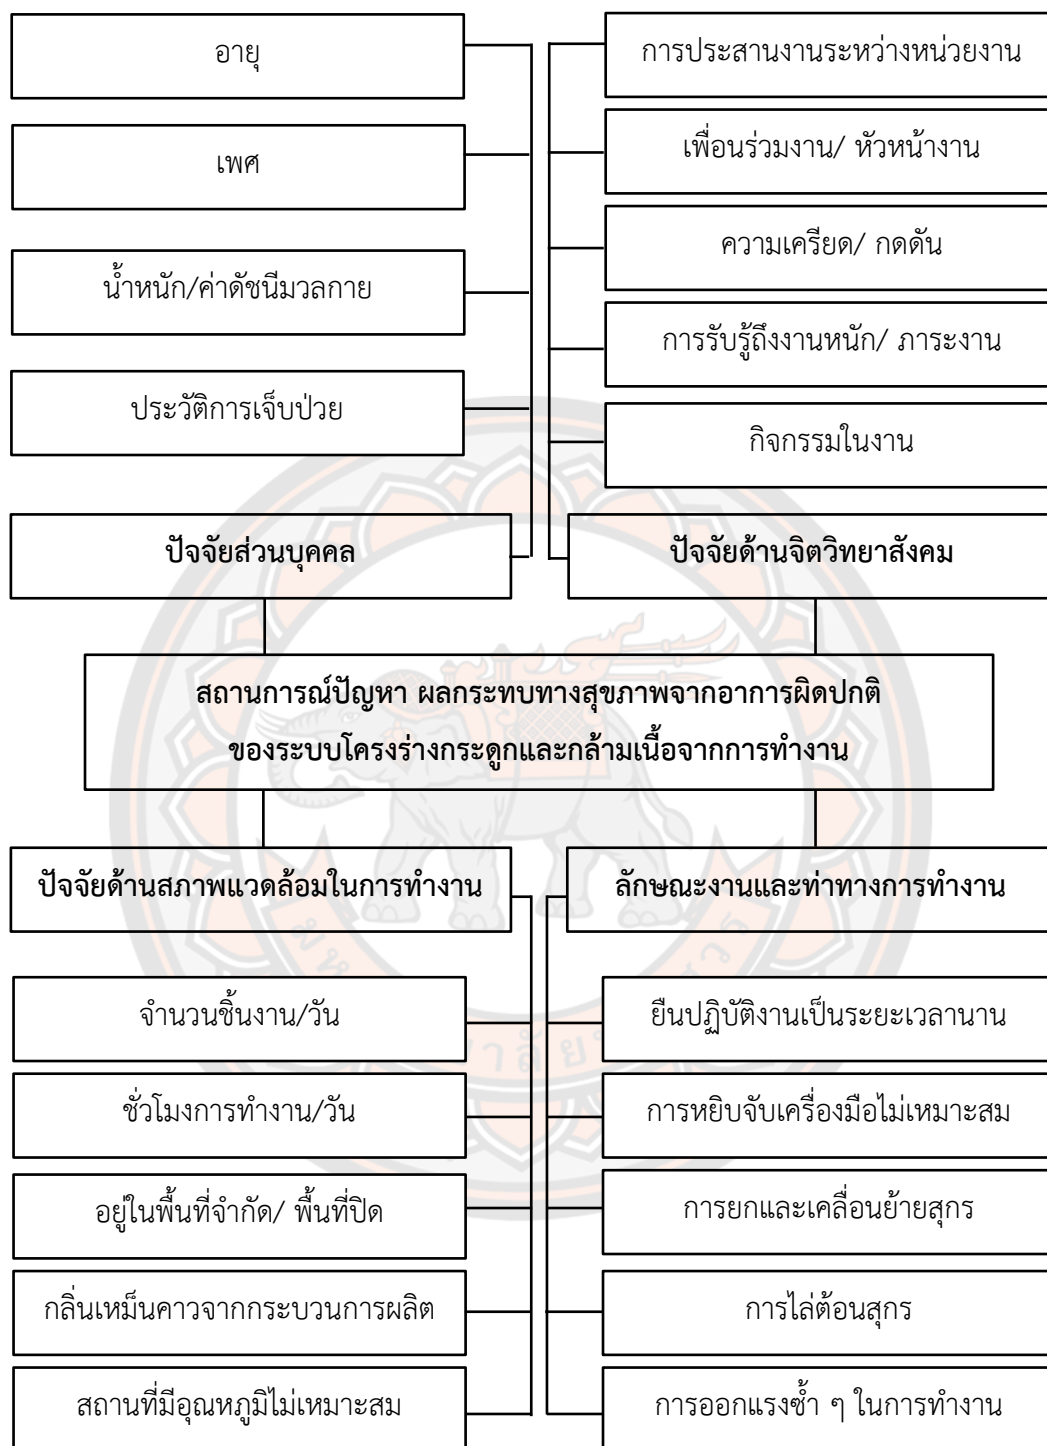 อายุ
เพศ
น้ำหนัก/ค่าดัชนีมวลกาย
ประวัติการเจ็บป่วย
ปัจจัยส่วนบุคคล
การประสานงานระหว่างหน่วยงาน
เพื่อนร่วมงาน/ หัวหน้างาน
ความเครียด/ กดดัน
การรับรู้ถึงงานหนัก/ ภาระงาน
กิจกรรมในงาน
ปัจจัยด้านจิตวิทยาสังคม
สถานการณ์ปัญหา ผลกระทบทางสุขภาพจากอาการผิดปกติ
ของระบบโครงร่างกระดูกและกล้ามเนื้อจากการทำงาน
ปัจจัยด้านสภาพแวดล้อมในการทำงาน
จำนวนชิ้นงาน/วัน
ชั่วโมงการทำงาน/วัน
อยู่ในพื้นที่จำกัด/ พื้นที่ปิด
กลิ่นเหม็นคาวจากกระบวนการผลิต
สถานที่มีอุณหภูมิไม่เหมาะสม
ลักษณะงานและท่าทางการทำงาน
ยืนปฏิบัติงานเป็นระยะเวลานาน
การหยิบจับเครื่องมือไม่เหมาะสม
การยกและเคลื่อนย้ายสุกร
การไล่ต้อนสุกร
การออกแรงซ้ำ ๆ ในการทำงาน